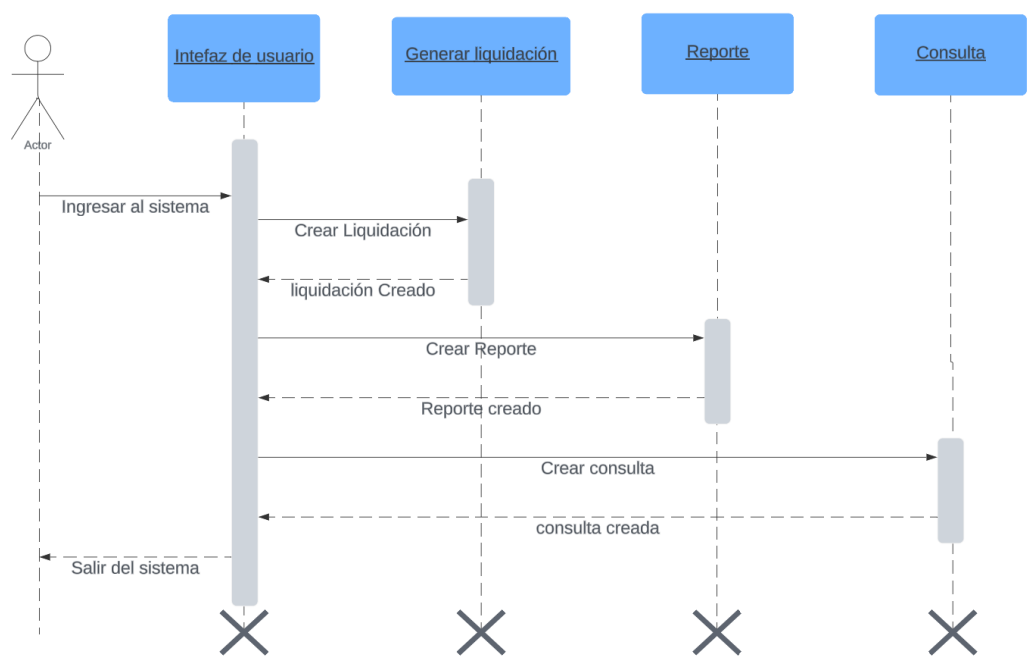 Intefaz de usuario
Generar liquidación
Reporte
Consulta
Actor
Ingresar al sistema
Crear Liquidación
liquidación Creado
Crear Reporte
Reporte creado
Crear consulta
consulta creada
Salir del sistema